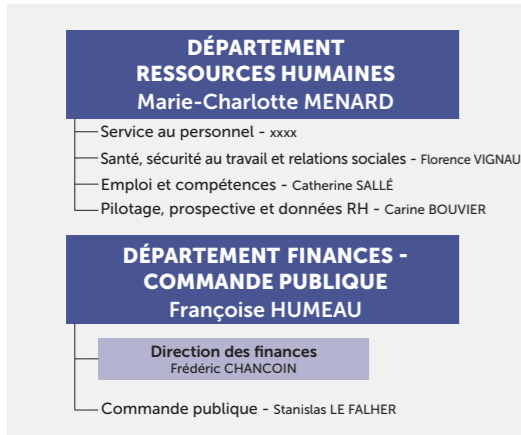 DÉPARTEMENT
RESSOURCES HUMAINES
Marie-Charlotte MENARD
Service au personnel - xxxx
Santé, sécurité au travail et relations sociales - Florence VIGNAU
Emploi et compétences - Catherine SALLÉ
Pilotage, prospective et données RH - Carine BOUVIER
DÉPARTEMENT FINANCES -
COMMANDE PUBLIQUE
Françoise HUMEAU
Direction des finances
Frédéric CHANCOIN
Commande publique - Stanislas LE FALHER